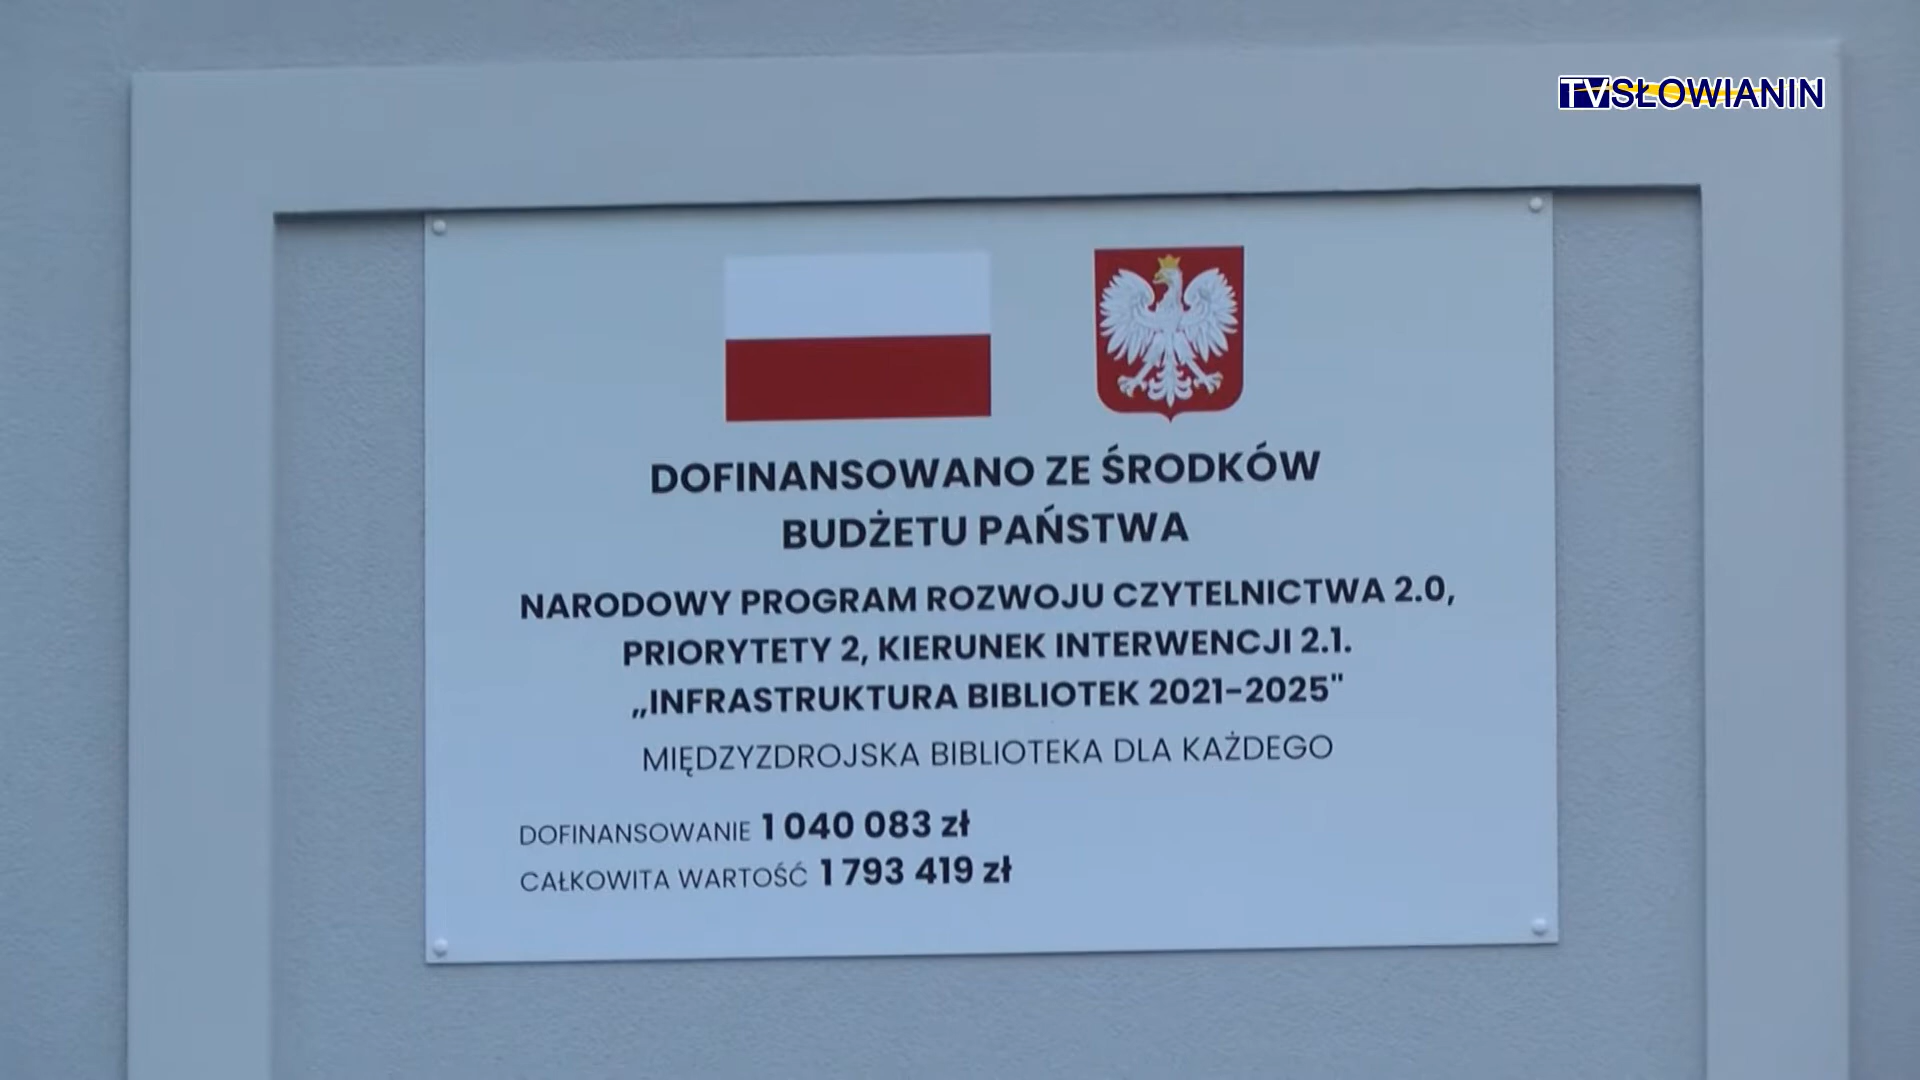 TVSŁOWIANIN
DOFINANSOWANO ZE ŚRODKÓW
BUDŻETU PAŃSTWA
NARODOWY PROGRAM ROZWOJU CZYTELNICTWA 2.0,
PRIORYTETY 2, KIERUNEK INTERWENCJI 2.1.
„INFRASTRUKTURA BIBLIOTEK 2021-2025"
MIĘDZYZDROJSKA BIBLIOTEKA DLA KAŻDEGO
DOFINANSOWANIE 1 040 083 zł
CAŁKOWITA WARTOŚĆ 1 793 419 zł